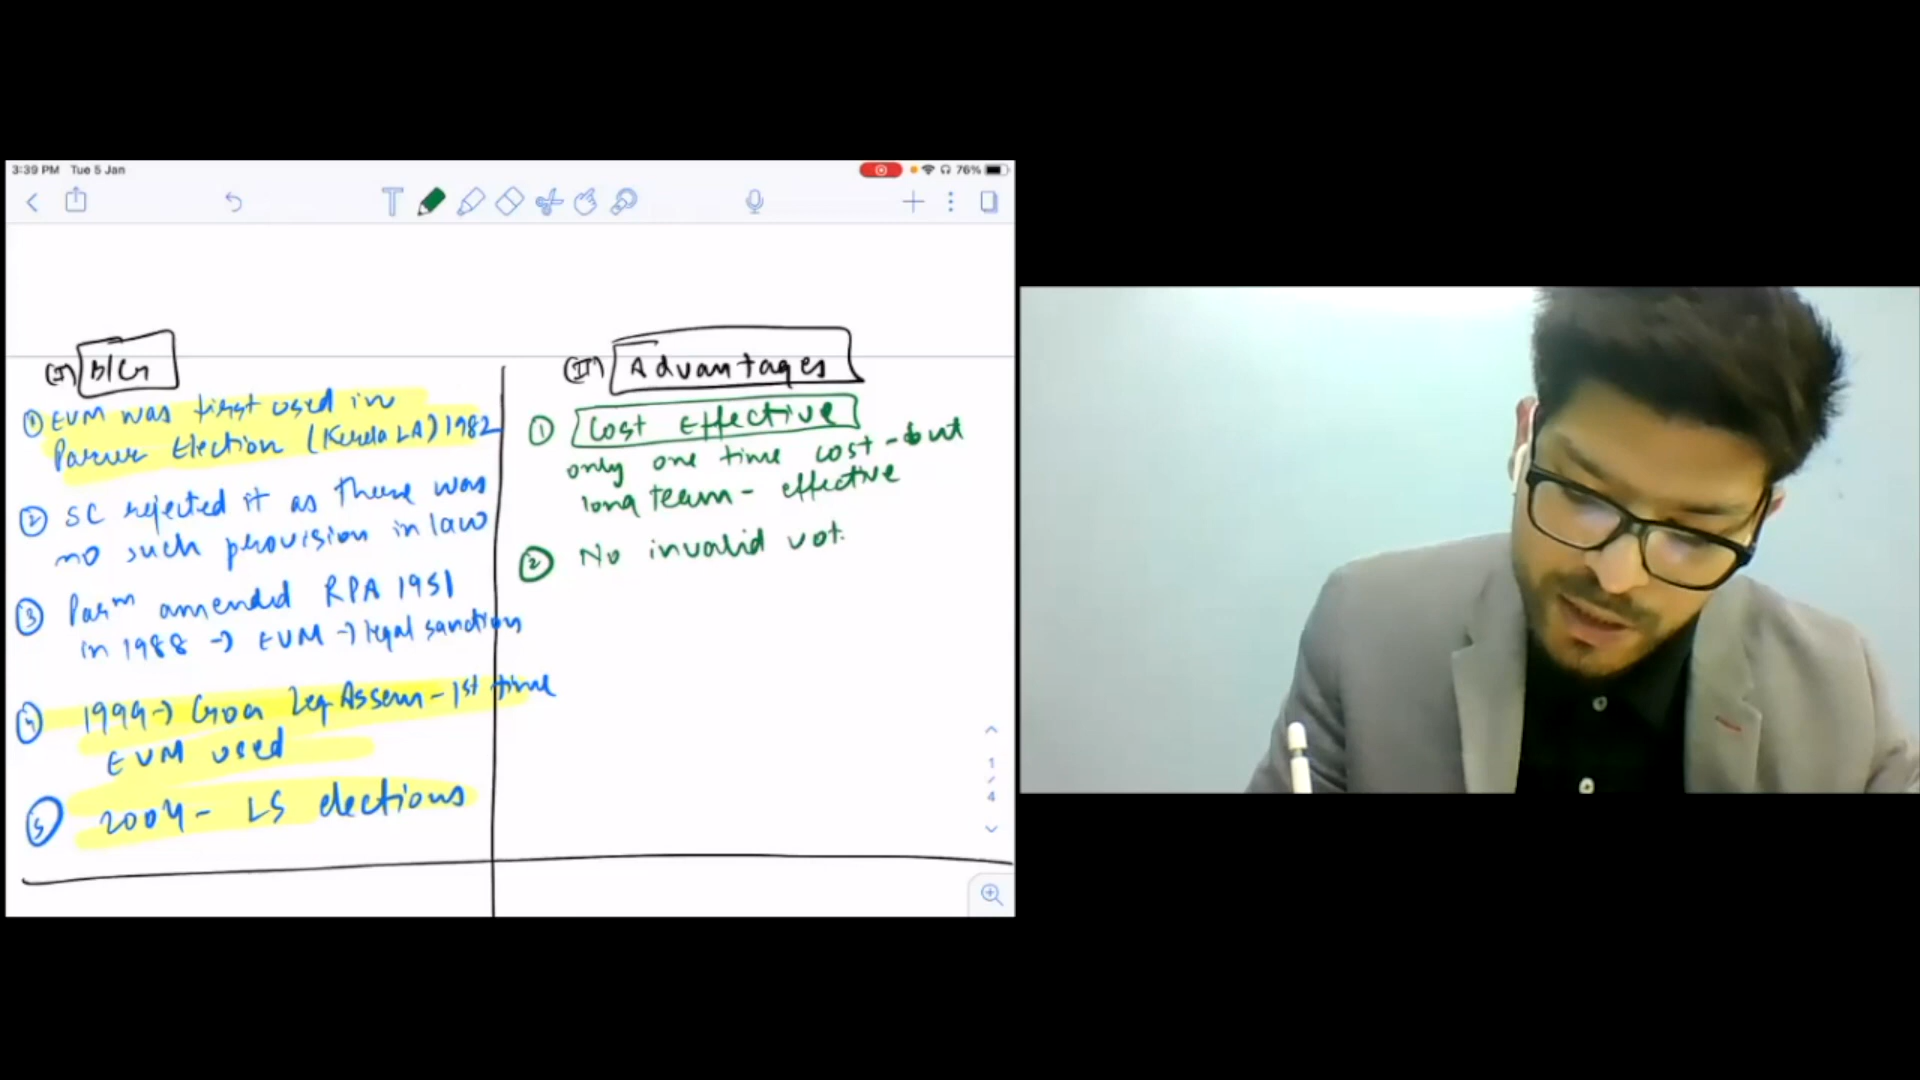 3:39 PM Tue 5 Jan
76%
(I) B/G
① EVM was first used in
Parur Election (Kerela LA) 1982
② SC rejected it as there was
no such provision in law
③ Parm amended RPA 1951
in 1988 → EVM → legal sanction
④ 1999 → Goa Leg Assem - 1st time
EVM used
⑤ 2004 - LS elections
(II) Advantages
① Cost Effective
only one time cost - but
long team - effective
② No invalid vot.
1
/
4